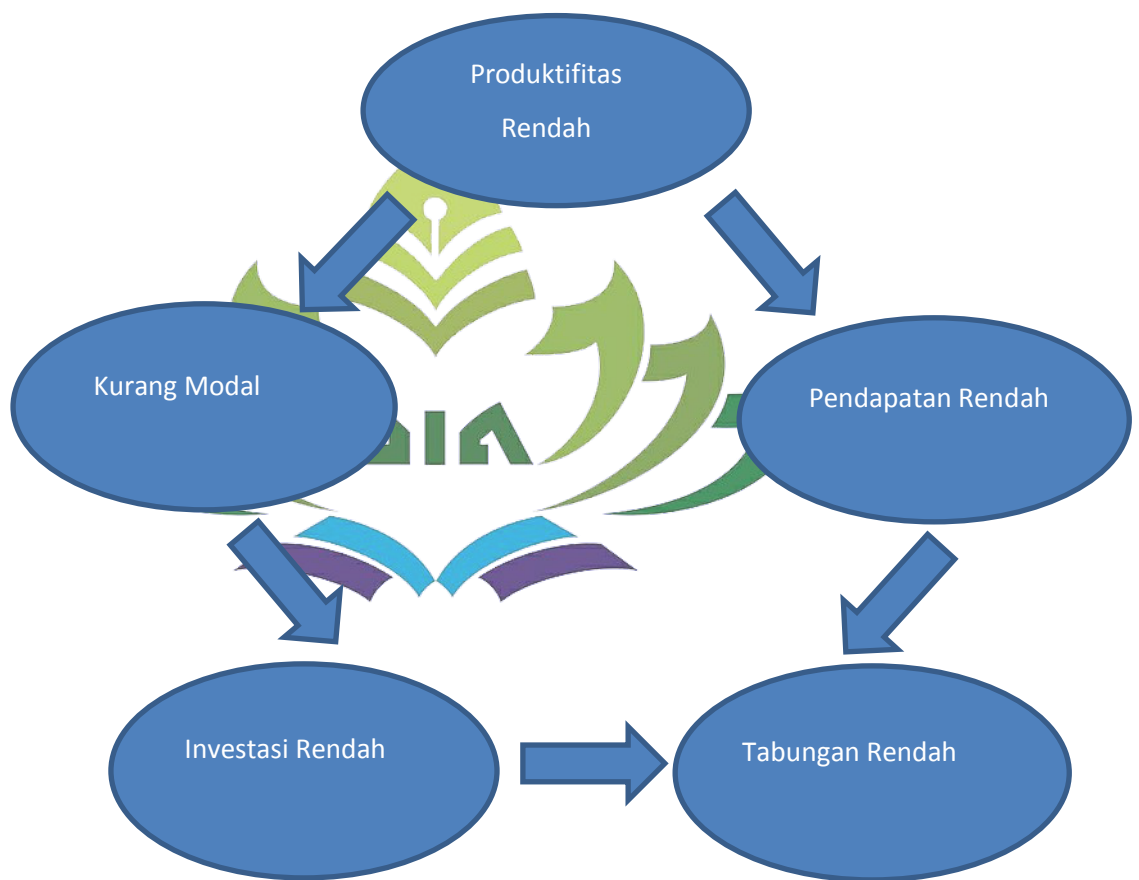 Produktifitas
Rendah
Kurang Modal
Pendapatan Rendah
Investasi Rendah
Tabungan Rendah